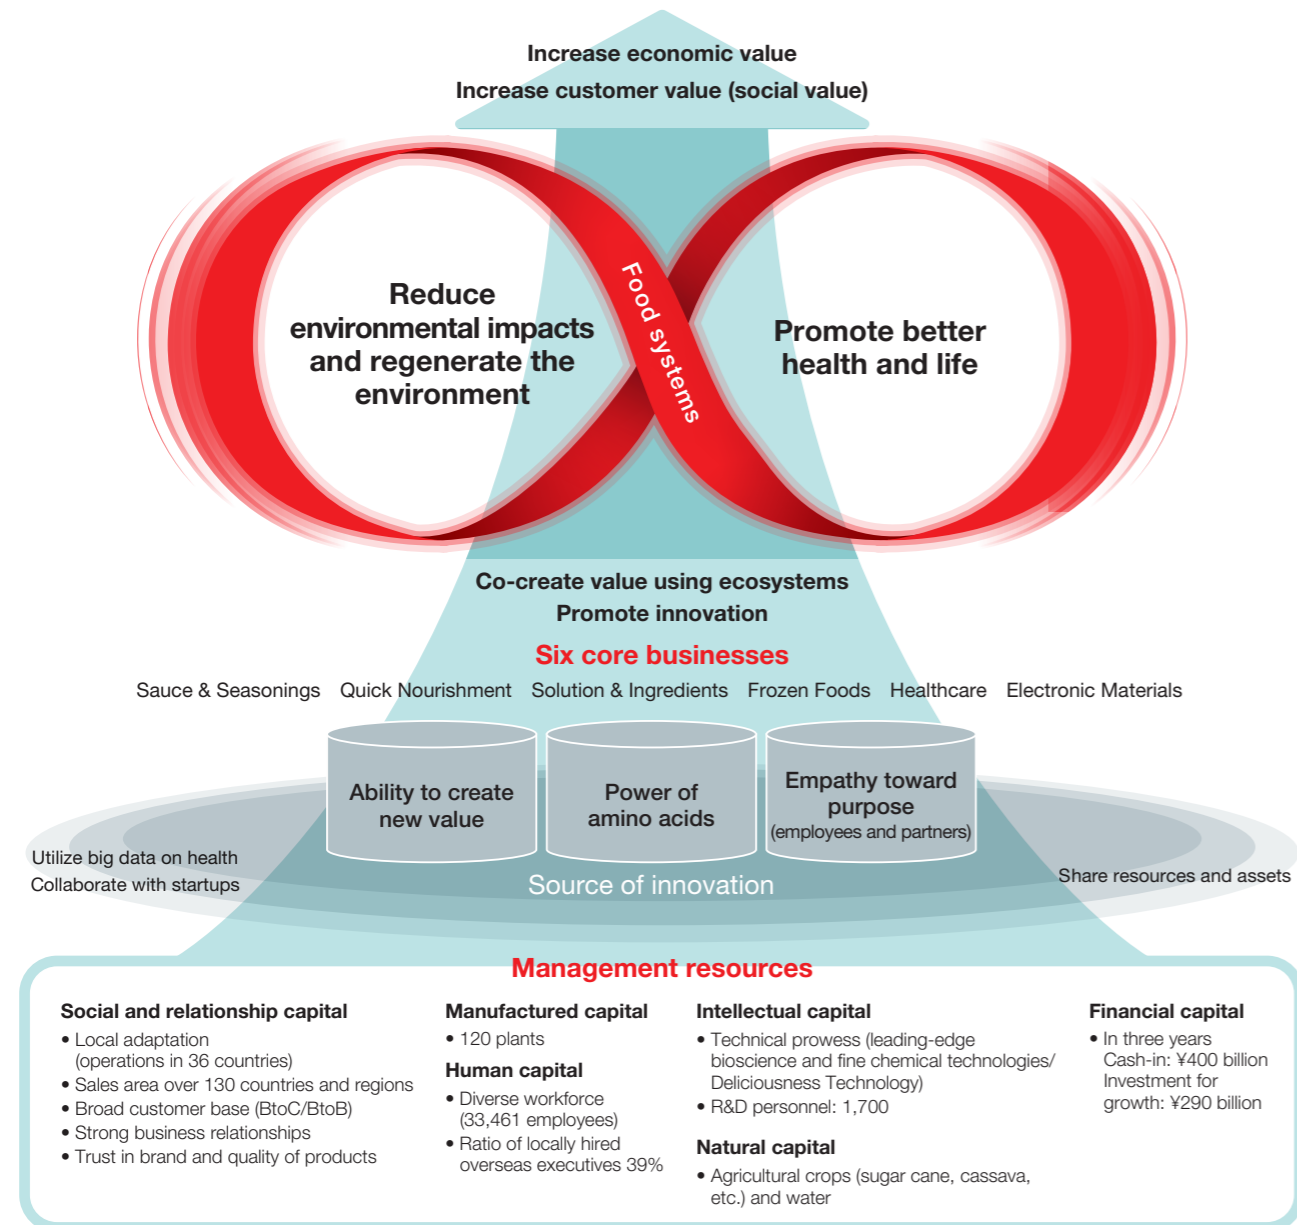 Increase economic value
Increase customer value (social value)
Reduce
environmental impacts
and regenerate the
environment
Food systems
Promote better
health and life
Co-create value using ecosystems
Promote innovation
Six core businesses
Sauce & Seasonings Quick Nourishment Solution & Ingredients Frozen Foods Healthcare Electronic Materials
Ability to create
new value
Power of
amino acids
Empathy toward
purpose
(employees and partners)
Utilize big data on health
Collaborate with startups
Source of innovation
Share resources and assets
Management resources
Social and relationship capital
• Local adaptation
(operations in 36 countries)
• Sales area over 130 countries and regions
• Broad customer base (BtoC/BtoB)
• Strong business relationships
• Trust in brand and quality of products
Manufactured capital
• 120 plants
Human capital
• Diverse workforce
(33,461 employees)
• Ratio of locally hired
overseas executives 39%
Intellectual capital
• Technical prowess (leading-edge
bioscience and fine chemical technologies/
Deliciousness Technology)
• R&D personnel: 1,700
Natural capital
• Agricultural crops (sugar cane, cassava,
etc.) and water
Financial capital
• In three years
Cash-in: ¥400 billion
Investment for
growth: ¥290 billion